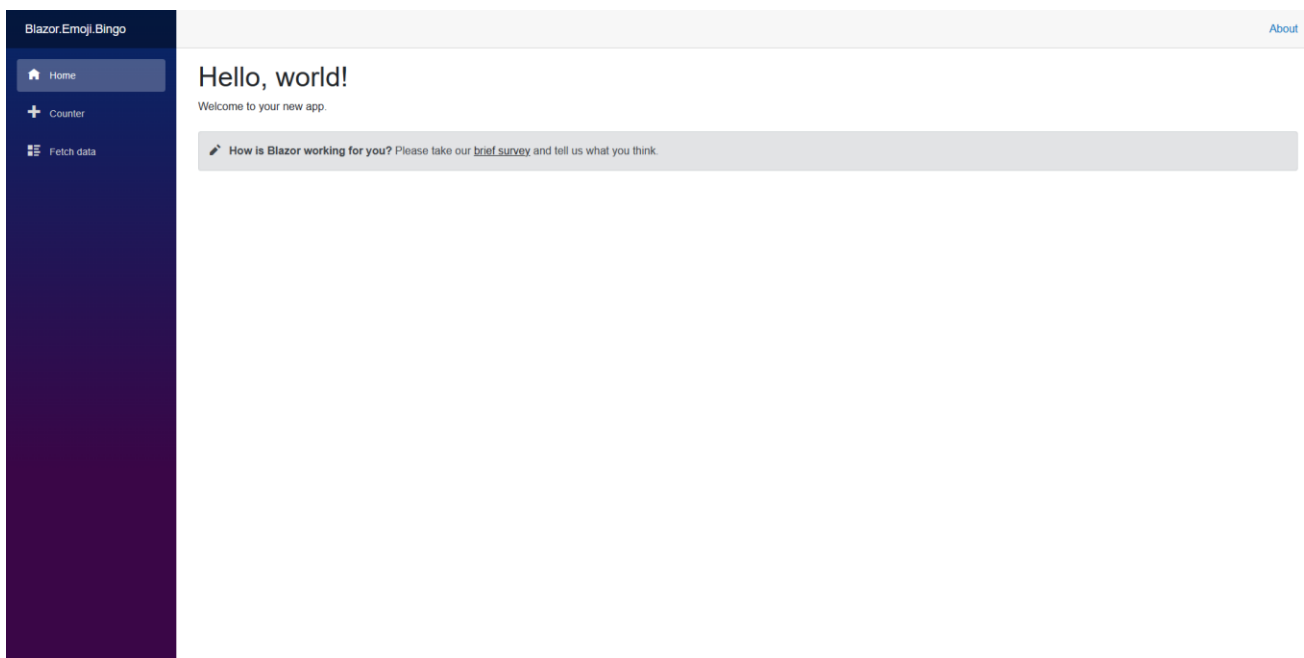 Blazor.Emoji.Bingo
About
Home
Counter
Fetch data
Hello, world!
Welcome to your new app.
How is Blazor working for you? Please take our brief survey and tell us what you think.